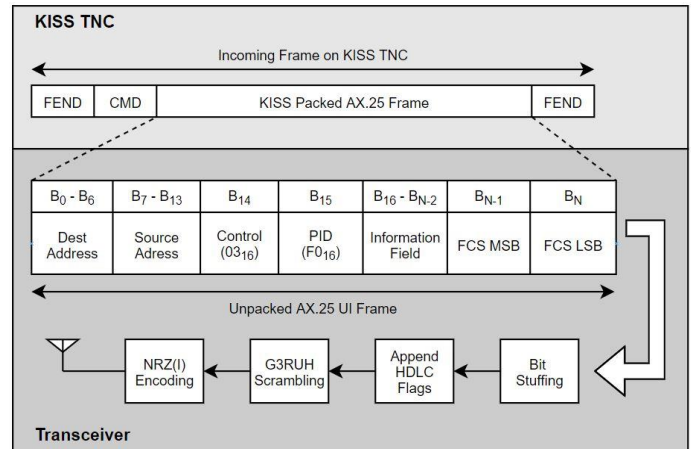 KISS TNC
Incoming Frame on KISS TNC
FEND CMD KISS Packed AX.25 Frame FEND
B0 - B6 B7 - B13 B14 B15 B16 - BN-2 BN-1 BN
Dest Address
Source Adress
Control (0316)
PID (F016)
Information Field
FCS MSB
FCS LSB
Unpacked AX.25 UI Frame
NRZ(I) Encoding
G3RUH Scrambling
Append HDLC Flags
Bit Stuffing
Transceiver